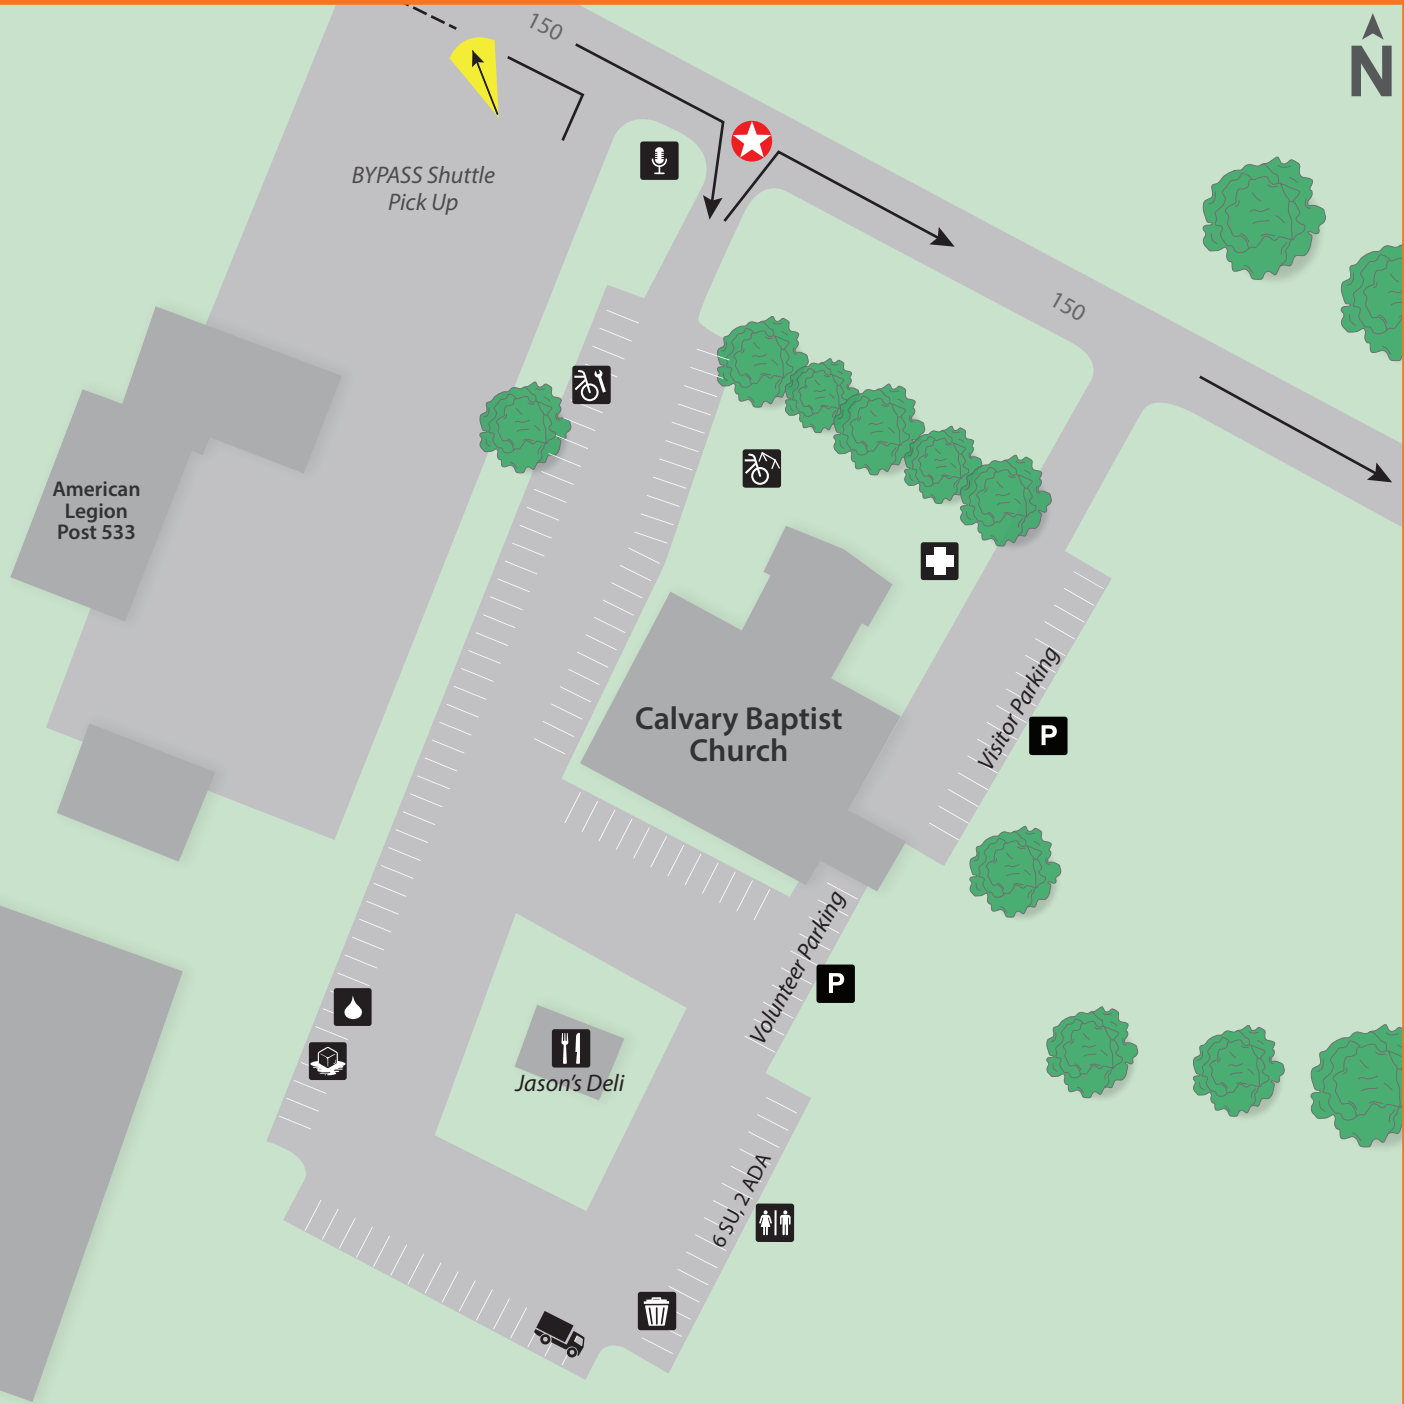 150
N
BYPASS Shuttle
Pick Up
150
American
Legion
Post 533
Calvary Baptist
Church
Visitor Parking
P
Volunteer Parking
P
Jason's Deli
6 SU, 2 ADA